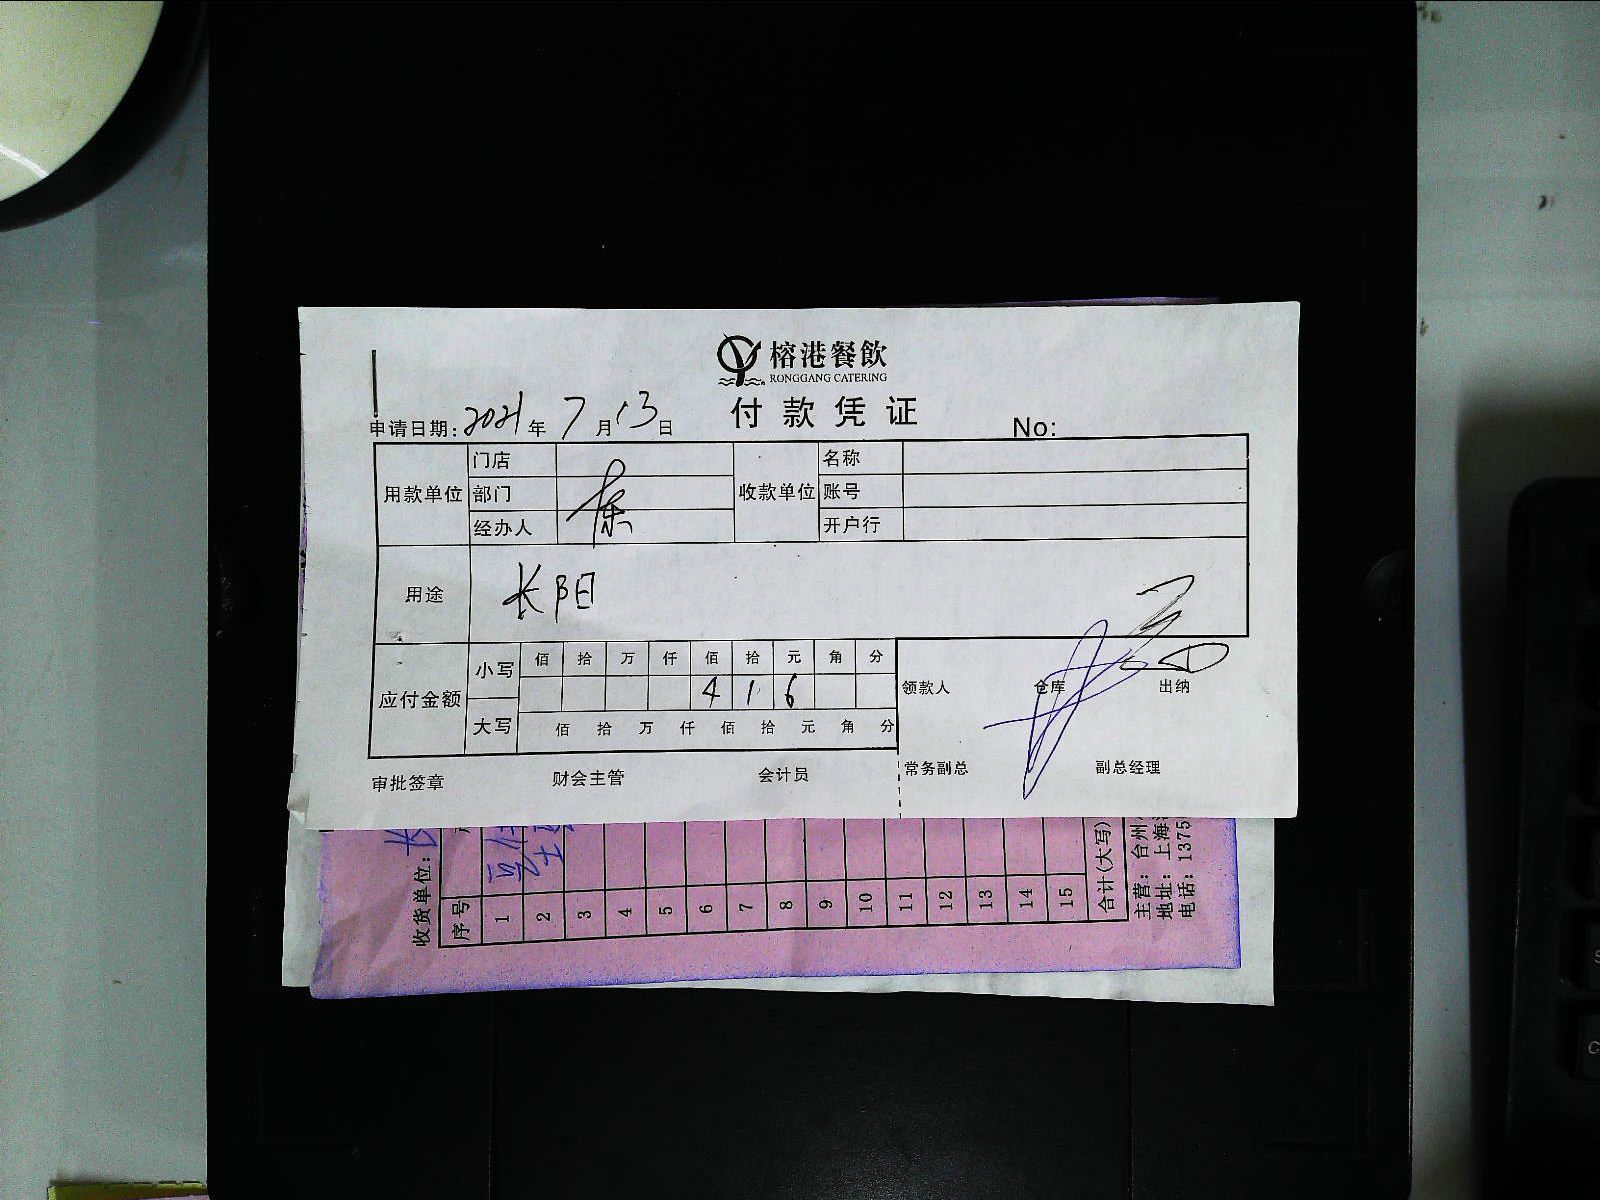 榕港餐飲
RONGGANG CATERING
付款凭证
申请日期：2021年7月13日 No:
用款单位 门店 收款单位 名称
部门 账号
经办人 开户行
用途 长阳
应付金额 小写 佰 拾 万 仟 佰 拾 元 角 分
4 1 6
大写 佰 拾 万 仟 佰 拾 元 角 分
领款人 仓库 出纳
审批签章 财会主管 会计员 常务副总 副总经理
收货单位：长
序号
1
2
3
4
5
6
7
8
9
10
11
12
13
14
15
合计(大写)
主营：台州
地址：上海
电话：1375